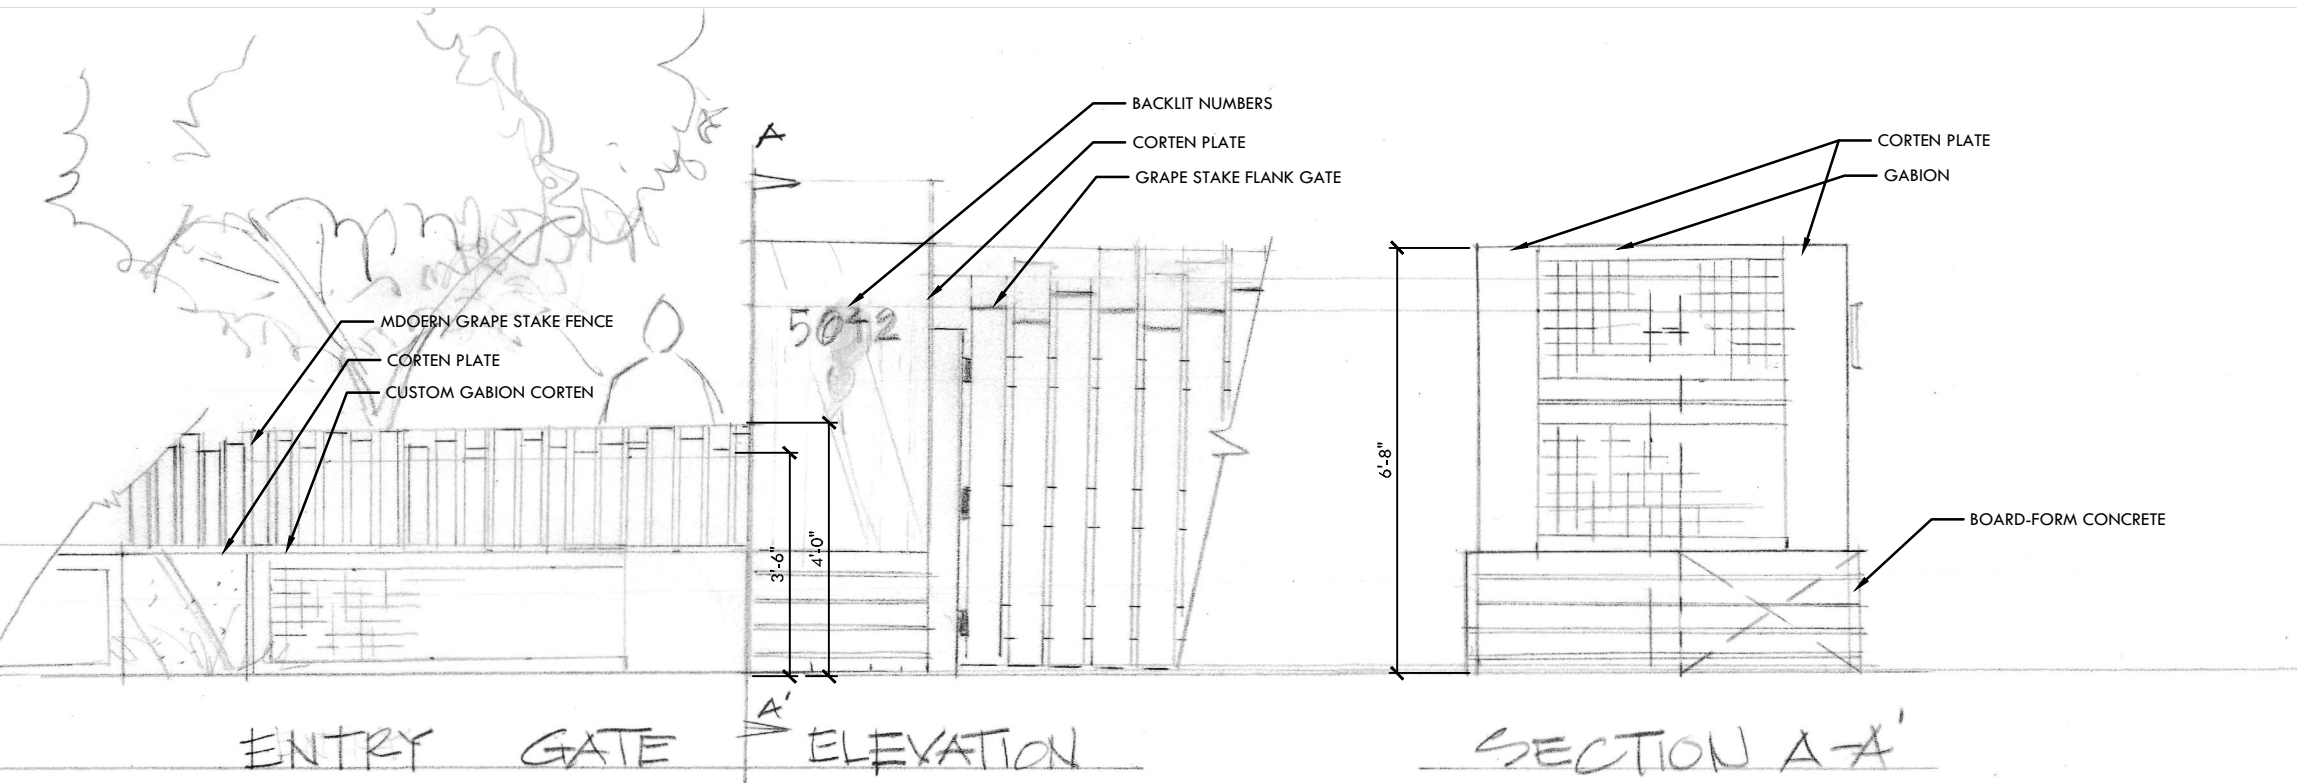 A
BACKLIT NUMBERS
CORTEN PLATE
GRAPE STAKE FLANK GATE
CORTEN PLATE
GABION
MDOERN GRAPE STAKE FENCE
CORTEN PLATE
CUSTOM GABION CORTEN
5042
3'-6"
4'-0"
6'-8"
BOARD-FORM CONCRETE
A'
ENTRY GATE ELEVATION
SECTION A-A'